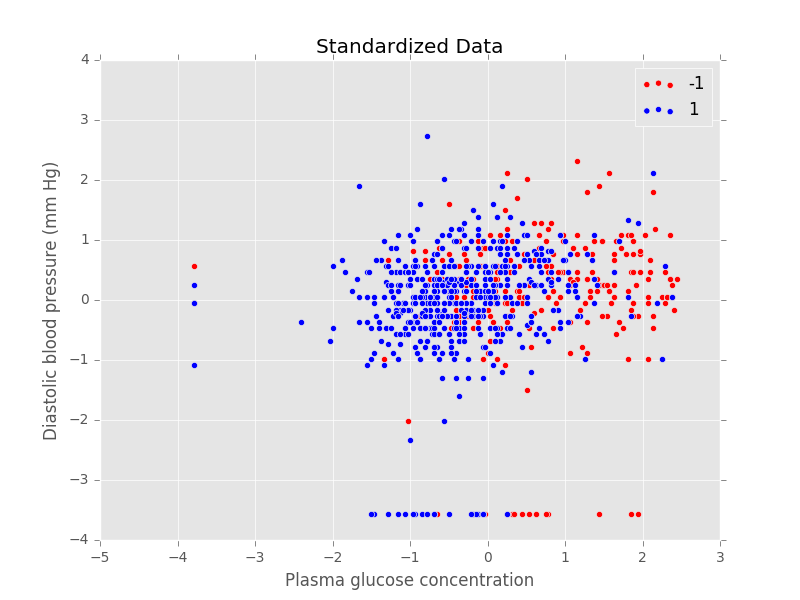 Standardized Data
-1
1
4
3
2
1
0
−1
−2
−3
−4
Diastolic blood pressure (mm Hg)
−5 −4 −3 −2 −1 0 1 2 3
Plasma glucose concentration